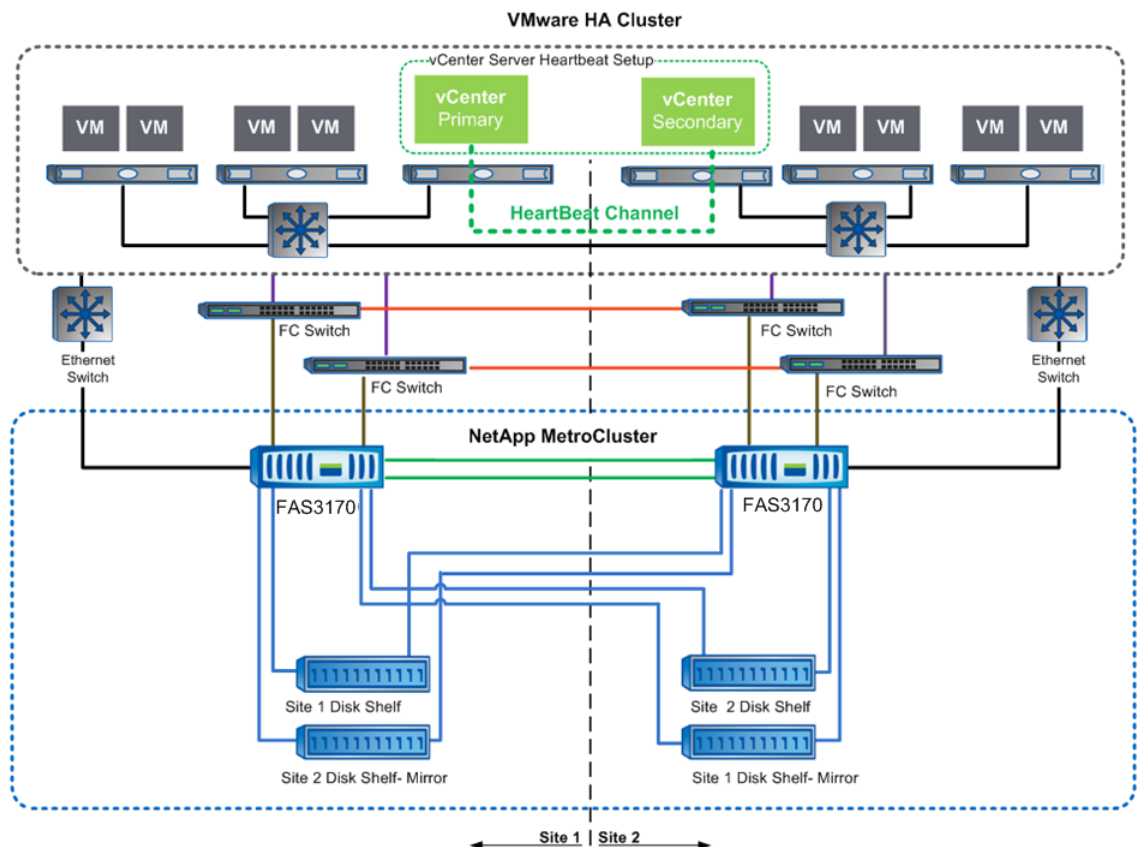 VMware HA Cluster
vCenter Server Heartbeat Setup
vCenter
Primary
vCenter
Secondary
VM VM
VM VM
VM VM
VM VM
HeartBeat Channel
FC Switch
FC Switch
FC Switch
FC Switch
Ethernet
Switch
Ethernet
Switch
NetApp MetroCluster
FAS3170
FAS3170
Site 1 Disk Shelf
Site 2 Disk Shelf
Site 2 Disk Shelf- Mirror
Site 1 Disk Shelf- Mirror
Site 1
Site 2